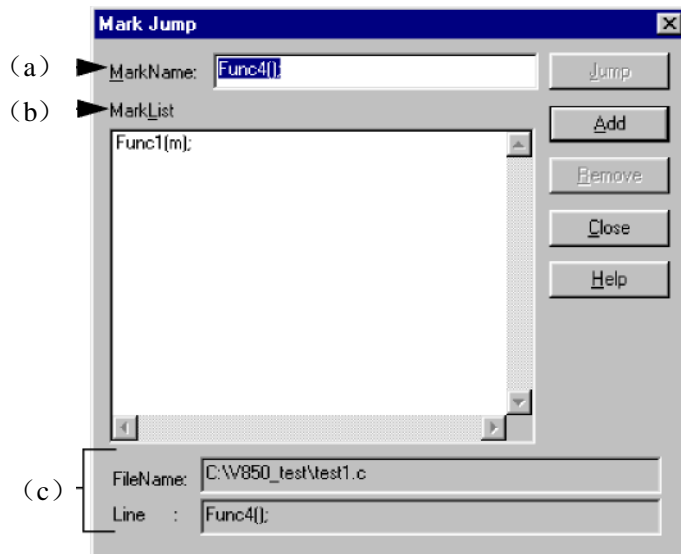 Mark Jump
（a） MarkName: Func4(); Jump
（b） MarkList
Add
Func1(m);
Remove
Close
Help
（c）
FileName: C:\V850_test\test1.c
Line : Func4();